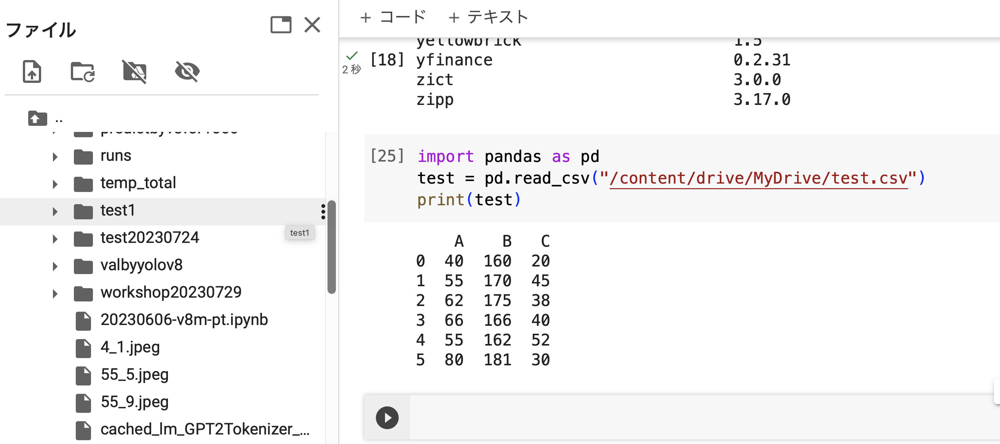 ファイル
..
runs
temp_total
test1
test1
test20230724
valbyyolov8
workshop20230729
20230606-v8m-pt.ipynb
4_1.jpeg
55_5.jpeg
55_9.jpeg
cached_lm_GPT2Tokenizer_...
+ コード + テキスト
yellowbrick 1.5
2 秒
[18] yfinance 0.2.31
zict 3.0.0
zipp 3.17.0
[25] import pandas as pd
test = pd.read_csv("/content/drive/MyDrive/test.csv")
print(test)
A B C
0 40 160 20
1 55 170 45
2 62 175 38
3 66 166 40
4 55 162 52
5 80 181 30